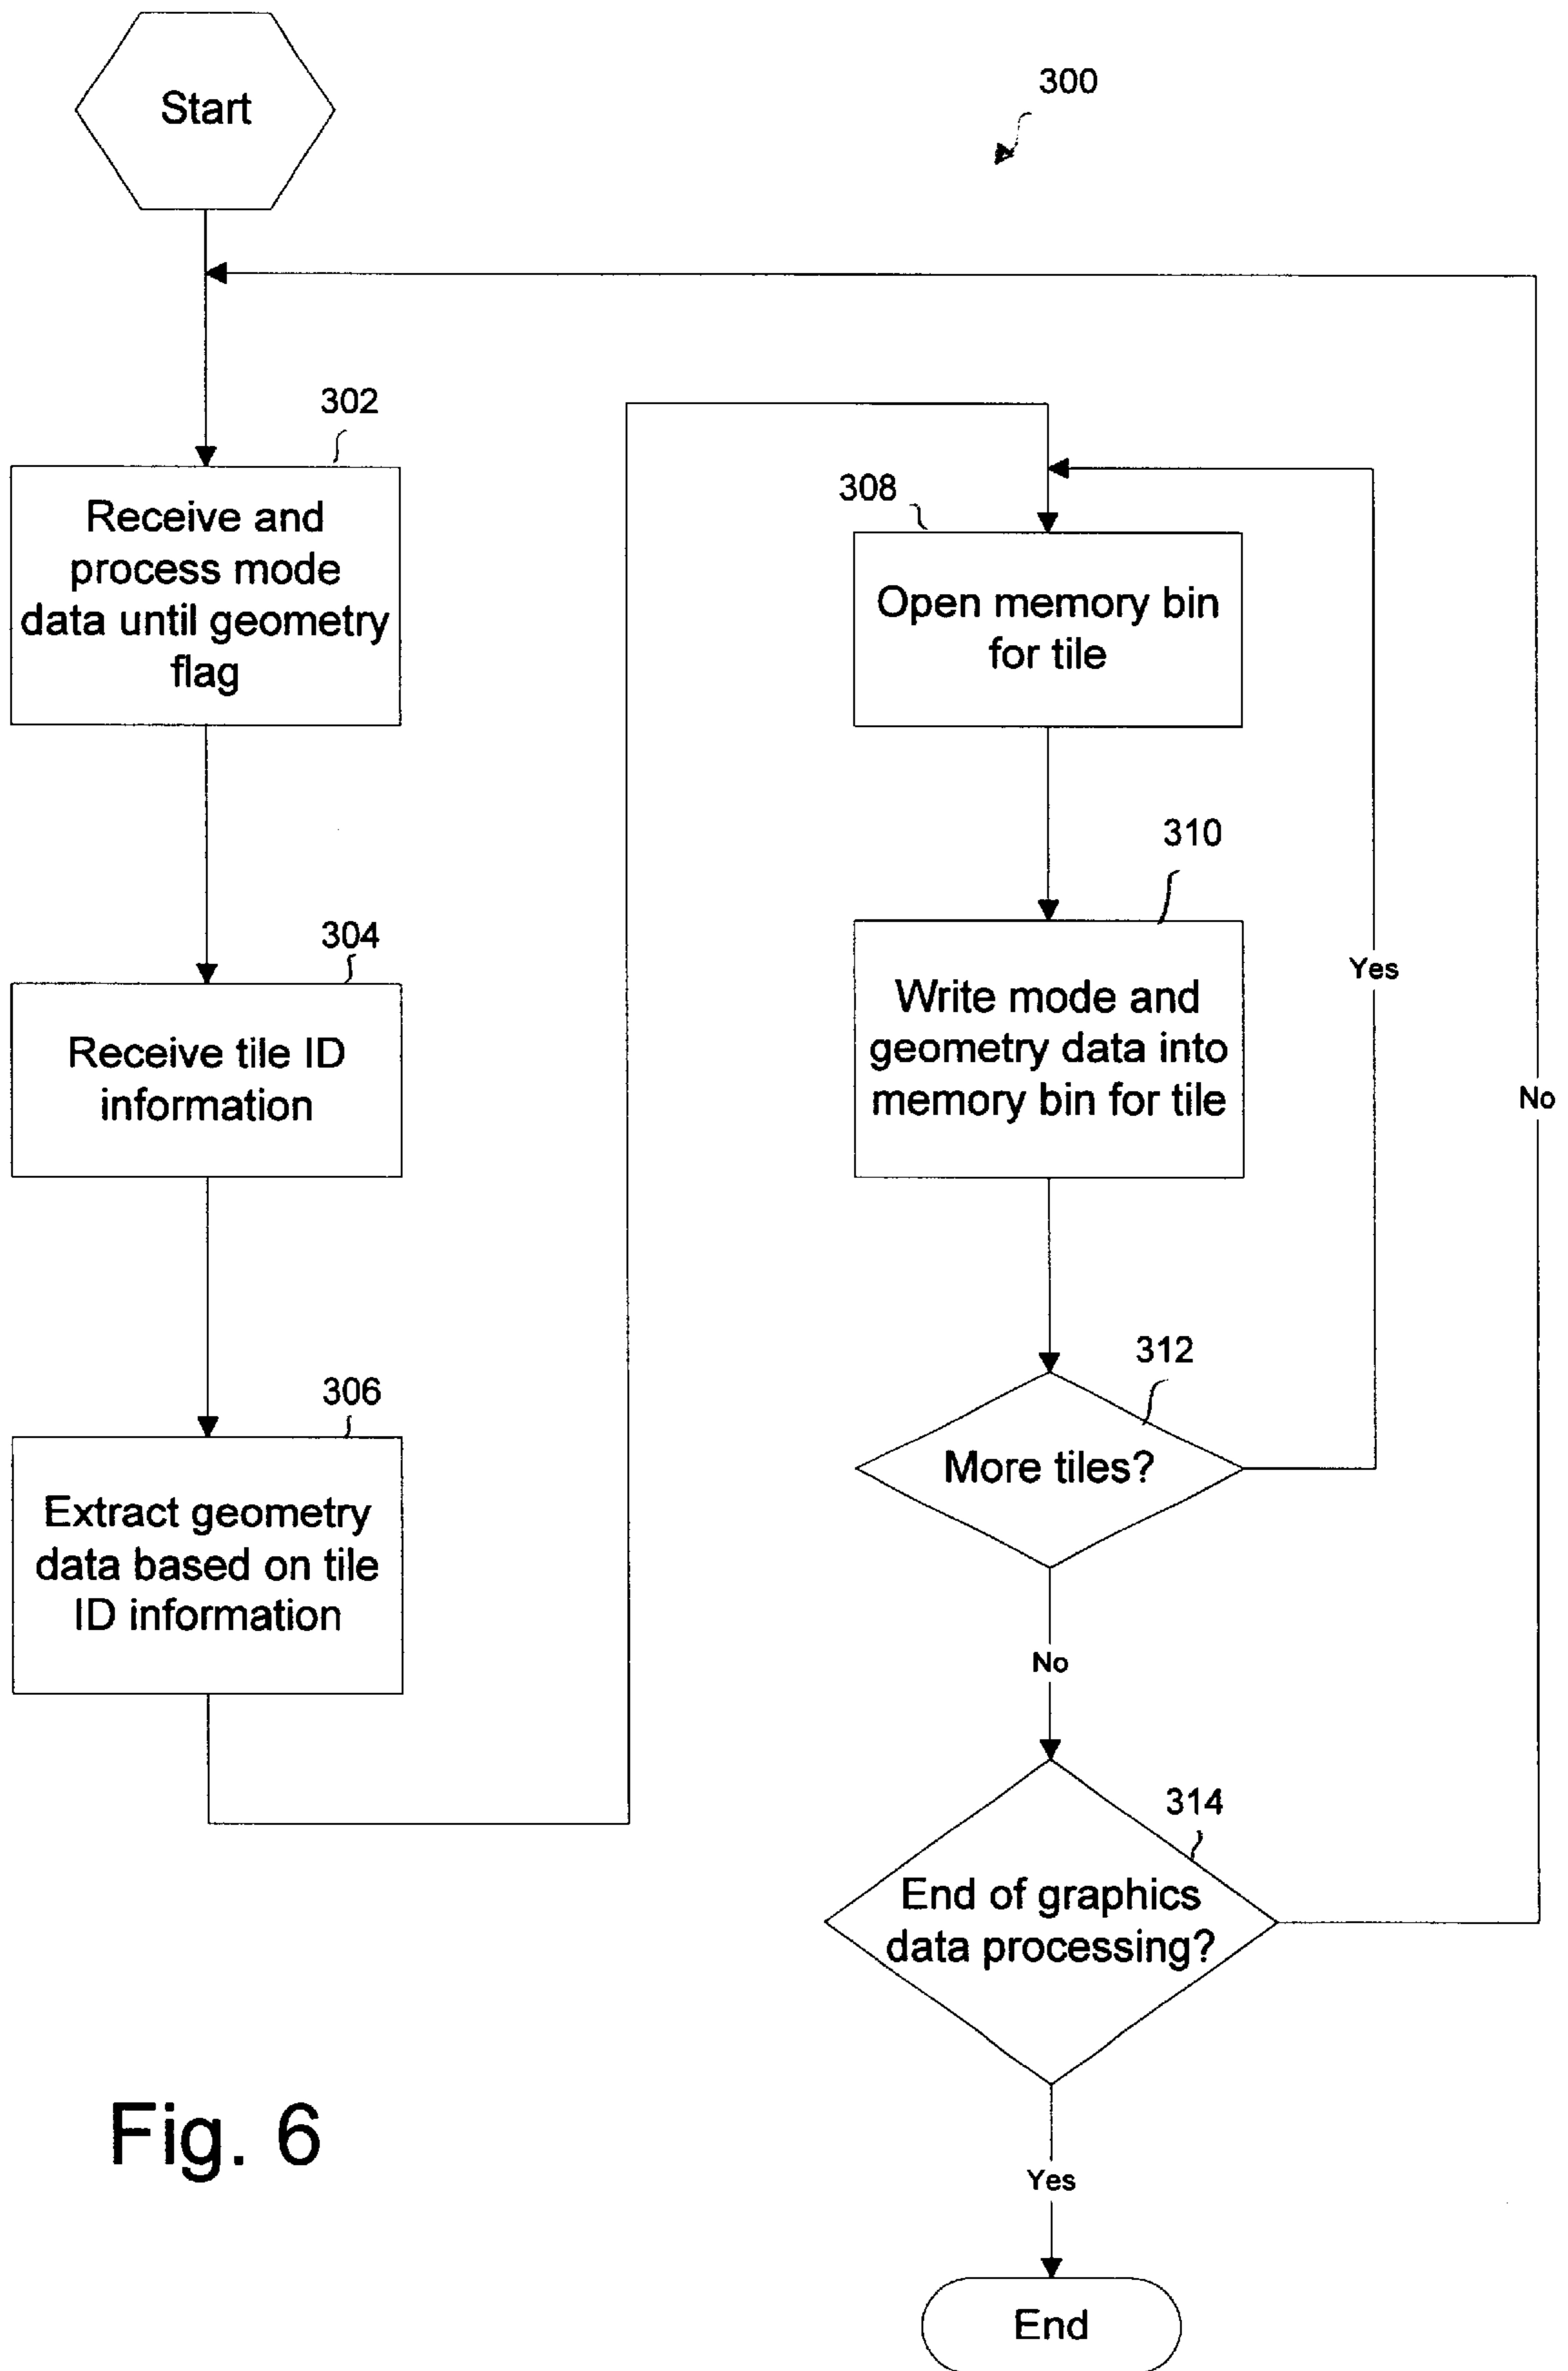 Start
300
302
Receive and
process mode
data until geometry
flag
304
Receive tile ID
information
306
Extract geometry
data based on tile
ID information
308
Open memory bin
for tile
310
Write mode and
geometry data into
memory bin for tile
Yes
No
312
More tiles?
No
314
End of graphics
data processing?
Yes
End
Fig. 6